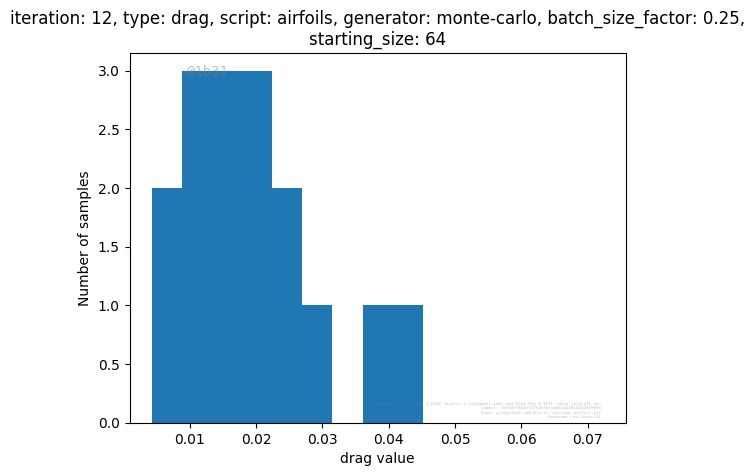 iteration: 12, type: drag, script: airfoils, generator: monte-carlo, batch_size_factor: 0.25,
starting_size: 64
@1b31
3.0
2.5
2.0
1.5
1.0
0.5
0.0
Number of samples
0.01 0.02 0.03 0.04 0.05 0.06 0.07
drag value